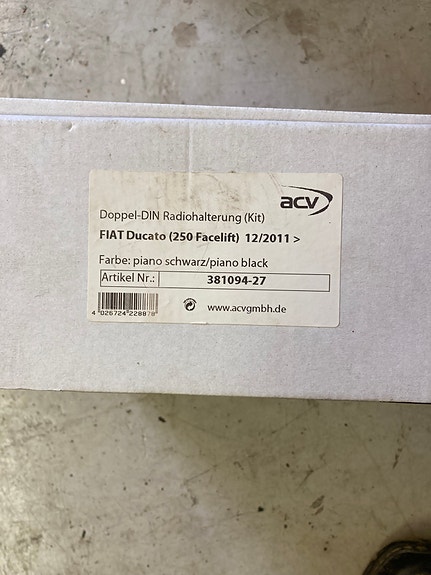 acv
Doppel-DIN Radiohalterung (Kit)
FIAT Ducato (250 Facelift) 12/2011 >
Farbe: piano schwarz/piano black
Artikel Nr.: 381094-27
4 026724 228878
www.acvgmbh.de